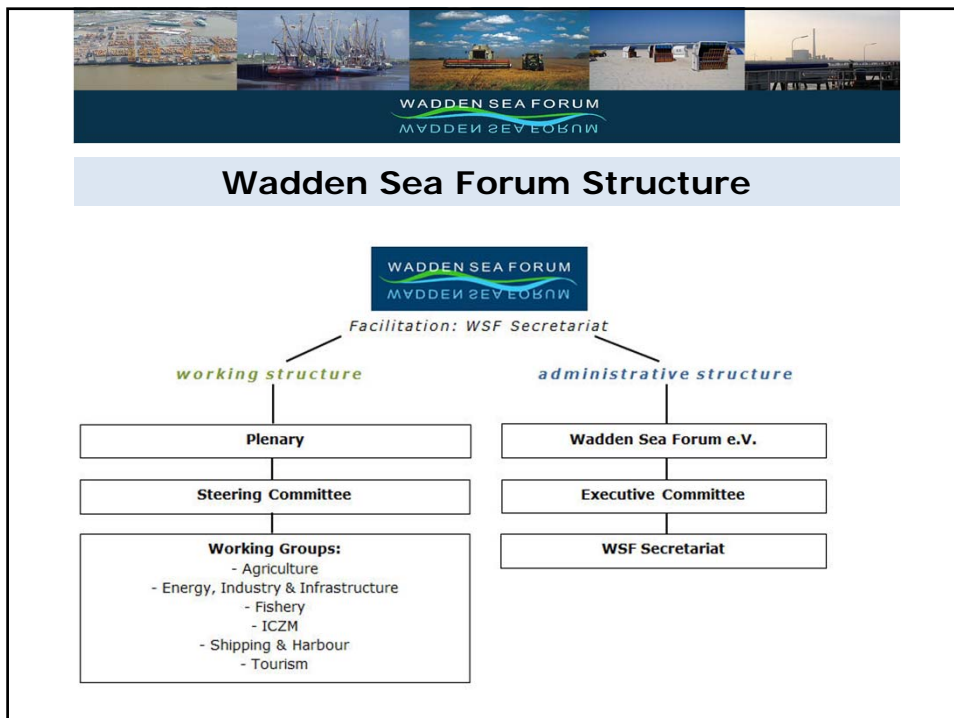 WADDEN SEA FORUM
WADDEN SEA FORUM
Wadden Sea Forum Structure
WADDEN SEA FORUM
WADDEN SEA FORUM
Facilitation: WSF Secretariat
working structure
administrative structure
Plenary
Wadden Sea Forum e.V.
Steering Committee
Executive Committee
Working Groups:
- Agriculture
- Energy, Industry & Infrastructure
- Fishery
- ICZM
- Shipping & Harbour
- Tourism
WSF Secretariat